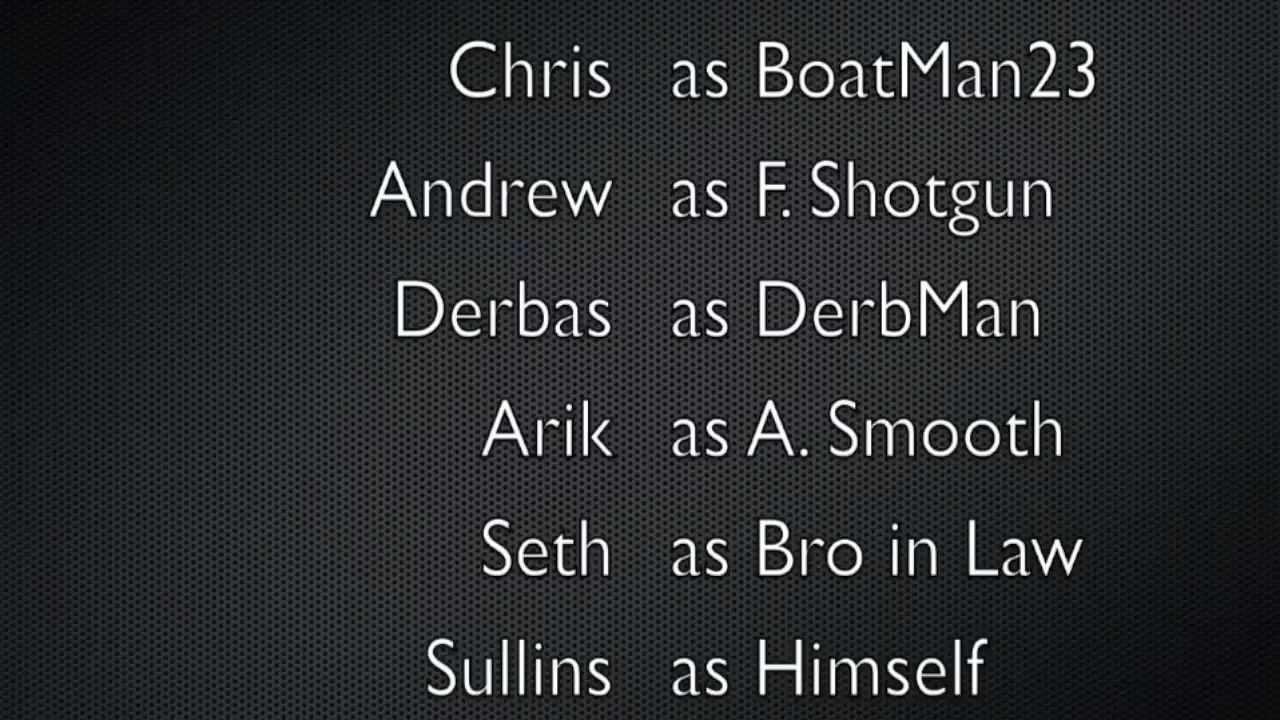 Chris as BoatMan23
Andrew as F. Shotgun
Derbas as DerbMan
Arik as A. Smooth
Seth as Bro in Law
Sullins as Himself